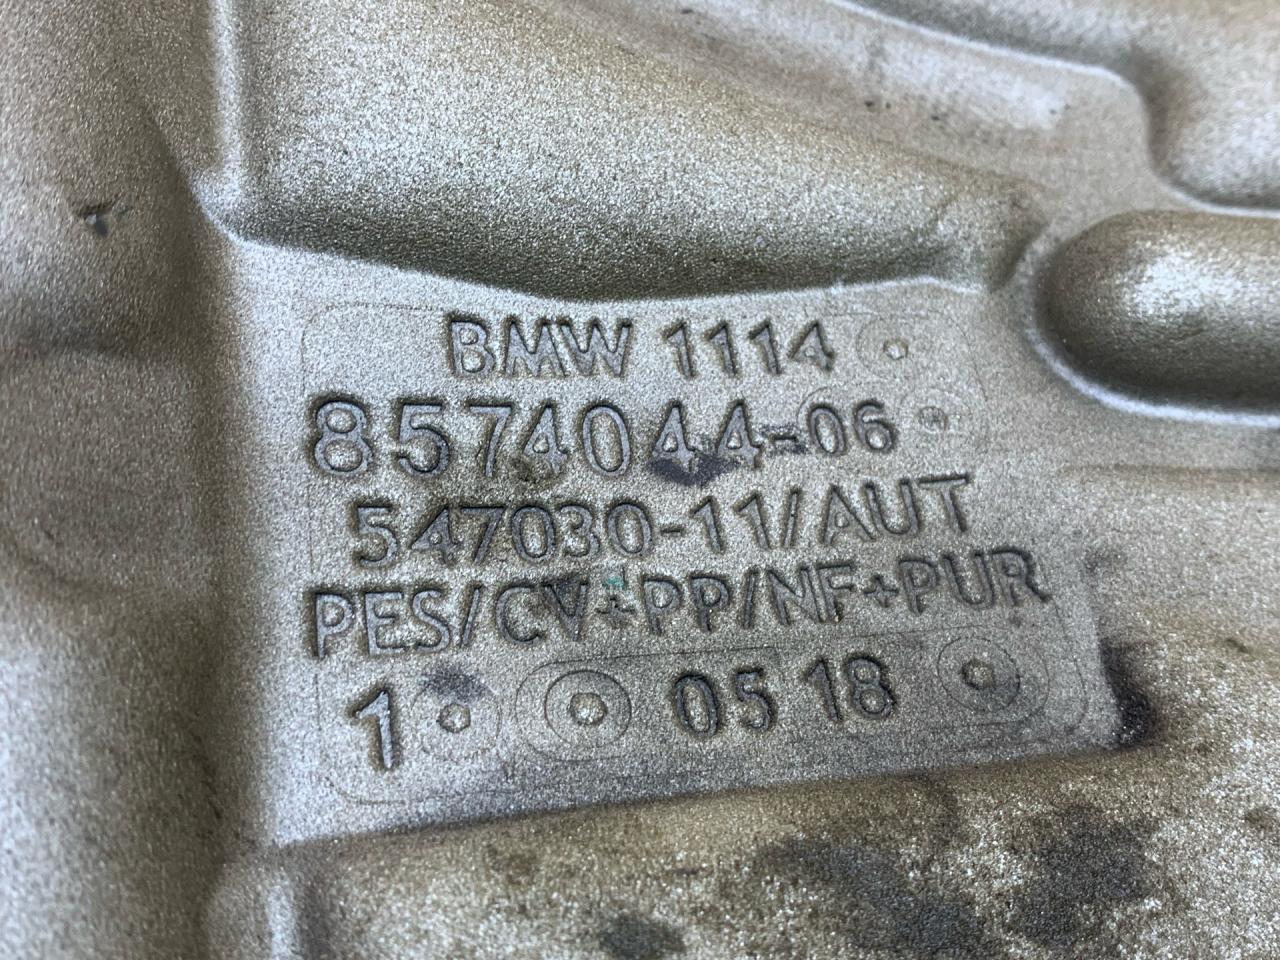 BMW 1114
8574044-06
547030-11/AUT
PES/CV+PP/NF+PUR
1 05 18